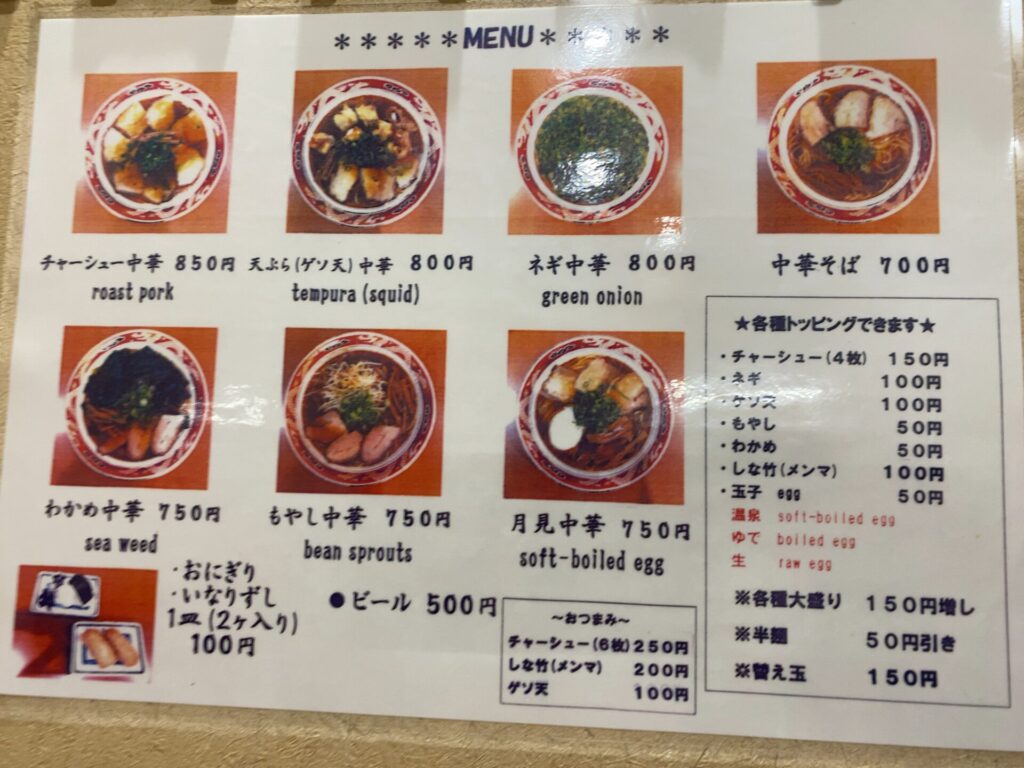 *****MENU*****
チャーシュー中華 850円
roast pork
天ぷら(ゲソ天)中華 800円
tempura (squid)
ネギ中華 800円
green onion
中華そば 700円
わかめ中華 750円
sea weed
もやし中華 750円
bean sprouts
月見中華 750円
soft-boiled egg
★各種トッピングできます★
・チャーシュー(4枚) 150円
・ネギ 100円
・ゲソ天 100円
・もやし 50円
・わかめ 50円
・しな竹(メンマ) 100円
・玉子 egg 50円
温泉 soft-boiled egg
ゆで boiled egg
生 raw egg
※各種大盛り 150円増し
※半麺 50円引き
※替え玉 150円
・おにぎり
・いなりずし
1皿(2ヶ入り)
100円
●ビール 500円
~おつまみ~
チャーシュー(6枚)250円
しな竹(メンマ) 200円
ゲソ天 100円